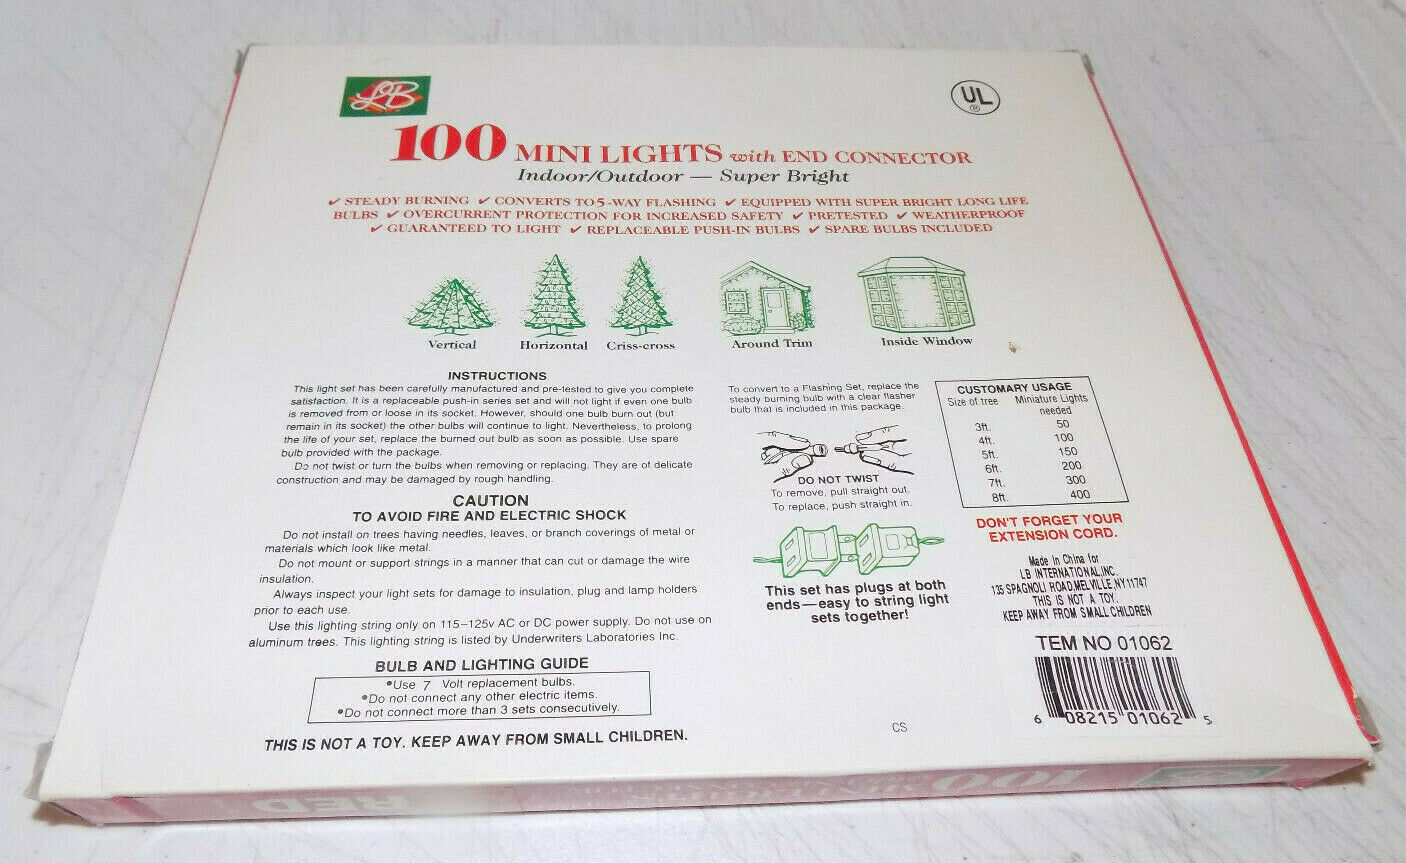 LB
UL
®
100 MINI LIGHTS with END CONNECTOR
Indoor/Outdoor — Super Bright
✔ STEADY BURNING ✔ CONVERTS TO 5-WAY FLASHING ✔ EQUIPPED WITH SUPER BRIGHT LONG LIFE
BULBS ✔ OVERCURRENT PROTECTION FOR INCREASED SAFETY ✔ PRETESTED ✔ WEATHERPROOF
✔ GUARANTEED TO LIGHT ✔ REPLACEABLE PUSH-IN BULBS ✔ SPARE BULBS INCLUDED
Vertical
Horizontal
Criss-cross
Around Trim
Inside Window
INSTRUCTIONS
This light set has been carefully manufactured and pre-tested to give you complete
satisfaction. It is a replaceable push-in series set and will not light if even one bulb
is removed from or loose in its socket. However, should one bulb burn out (but
remain in its socket) the other bulbs will continue to light. Nevertheless, to prolong
the life of your set, replace the burned out bulb as soon as possible. Use spare
bulb provided with the package.
Do not twist or turn the bulbs when removing or replacing. They are of delicate
construction and may be damaged by rough handling.
CAUTION
TO AVOID FIRE AND ELECTRIC SHOCK
Do not install on trees having needles, leaves, or branch coverings of metal or
materials which look like metal.
Do not mount or support strings in a manner that can cut or damage the wire
insulation.
Always inspect your light sets for damage to insulation, plug and lamp holders
prior to each use.
Use this lighting string only on 115–125v AC or DC power supply. Do not use on
aluminum trees. This lighting string is listed by Underwriters Laboratories Inc.
BULB AND LIGHTING GUIDE
•Use 7 Volt replacement bulbs.
•Do not connect any other electric items.
•Do not connect more than 3 sets consecutively.
THIS IS NOT A TOY. KEEP AWAY FROM SMALL CHILDREN.
To convert to a Flashing Set, replace the
steady burning bulb with a clear flasher
bulb that is included in this package.
DO NOT TWIST
To remove, pull straight out.
To replace, push straight in.
This set has plugs at both
ends—easy to string light
sets together!
CS
CUSTOMARY USAGE
Size of tree Miniature Lights
needed
3ft. 50
4ft. 100
5ft. 150
6ft. 200
7ft. 300
8ft. 400
DON'T FORGET YOUR
EXTENSION CORD.
Made in China for
LB INTERNATIONAL,INC.
135 SPAGNOLI ROAD,MELVILLE,NY11747
THIS IS NOT A TOY.
KEEP AWAY FROM SMALL CHILDREN
TEM NO 01062
6 08215 01062 5
RED
100